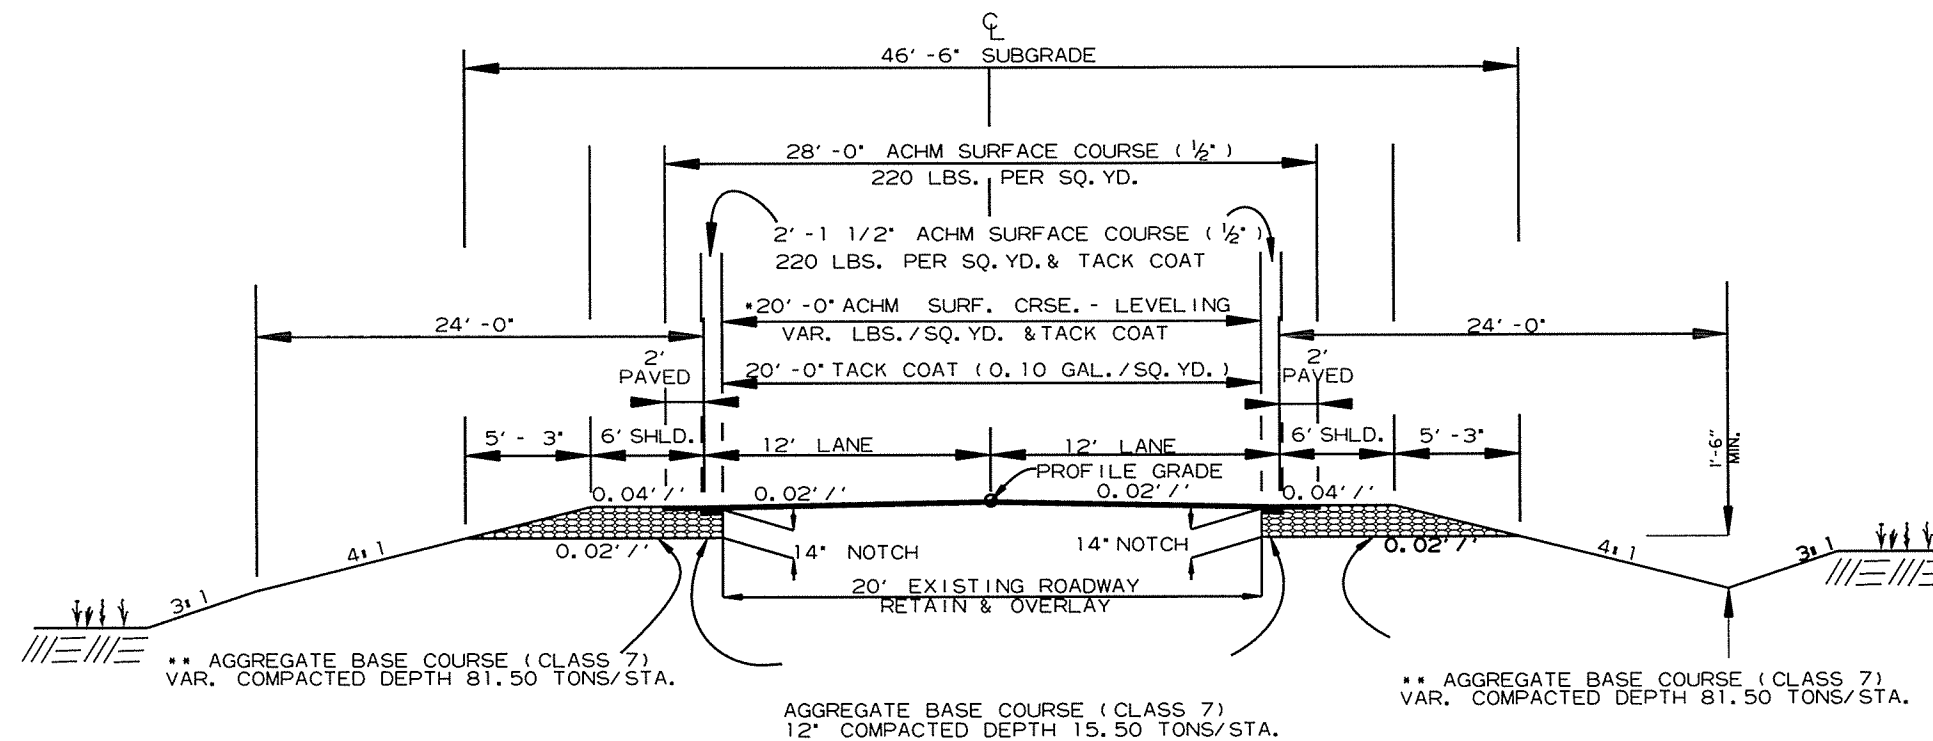 ℄
46'-6" SUBGRADE
28'-0" ACHM SURFACE COURSE (½")
220 LBS. PER SQ.YD.
2'-1 1/2" ACHM SURFACE COURSE (½")
220 LBS. PER SQ.YD.& TACK COAT
*20'-0" ACHM SURF. CRSE. - LEVELING
VAR. LBS./SQ.YD. & TACK COAT
24'-0"
24'-0"
2'
PAVED
20'-0" TACK COAT (0.10 GAL./SQ.YD.)
2'
PAVED
5'- 3"
6' SHLD.
12' LANE
12' LANE
6' SHLD.
5'-3"
1'-6"
MIN.
PROFILE GRADE
0.04'/'
0.02'/'
0.02'/'
0.04'/'
4:1
0.02'/'
14" NOTCH
14" NOTCH
0.02'/'
4:1
3:1
3:1
20' EXISTING ROADWAY
RETAIN & OVERLAY
** AGGREGATE BASE COURSE (CLASS 7)
VAR. COMPACTED DEPTH 81.50 TONS/STA.
** AGGREGATE BASE COURSE (CLASS 7)
VAR. COMPACTED DEPTH 81.50 TONS/STA.
AGGREGATE BASE COURSE (CLASS 7)
12" COMPACTED DEPTH 15.50 TONS/STA.